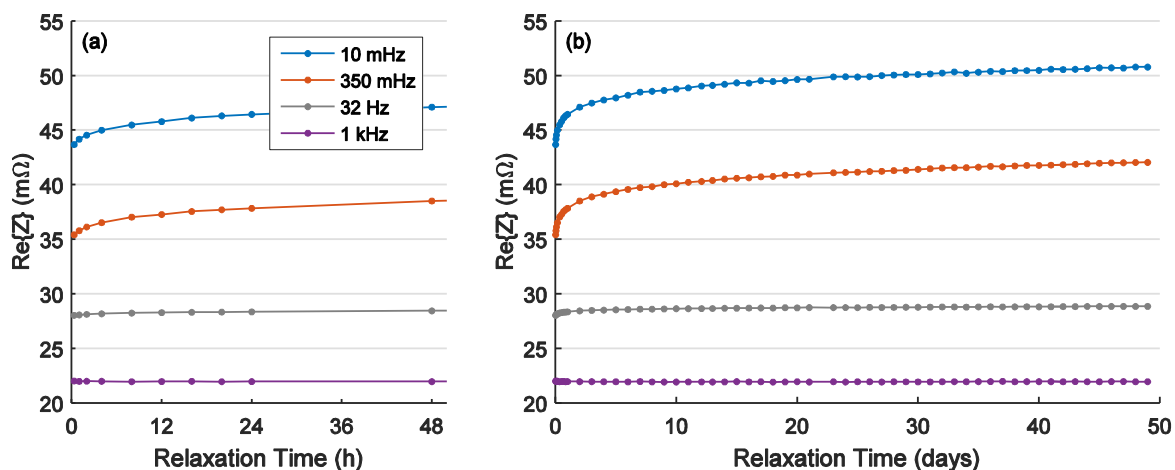 55
50
45
40
35
30
25
20
Re{Z} (mΩ)
(a)
10 mHz
350 mHz
32 Hz
1 kHz
0 12 24 36 48
Relaxation Time (h)
55
50
45
40
35
30
25
20
Re{Z} (mΩ)
(b)
0 10 20 30 40 50
Relaxation Time (days)